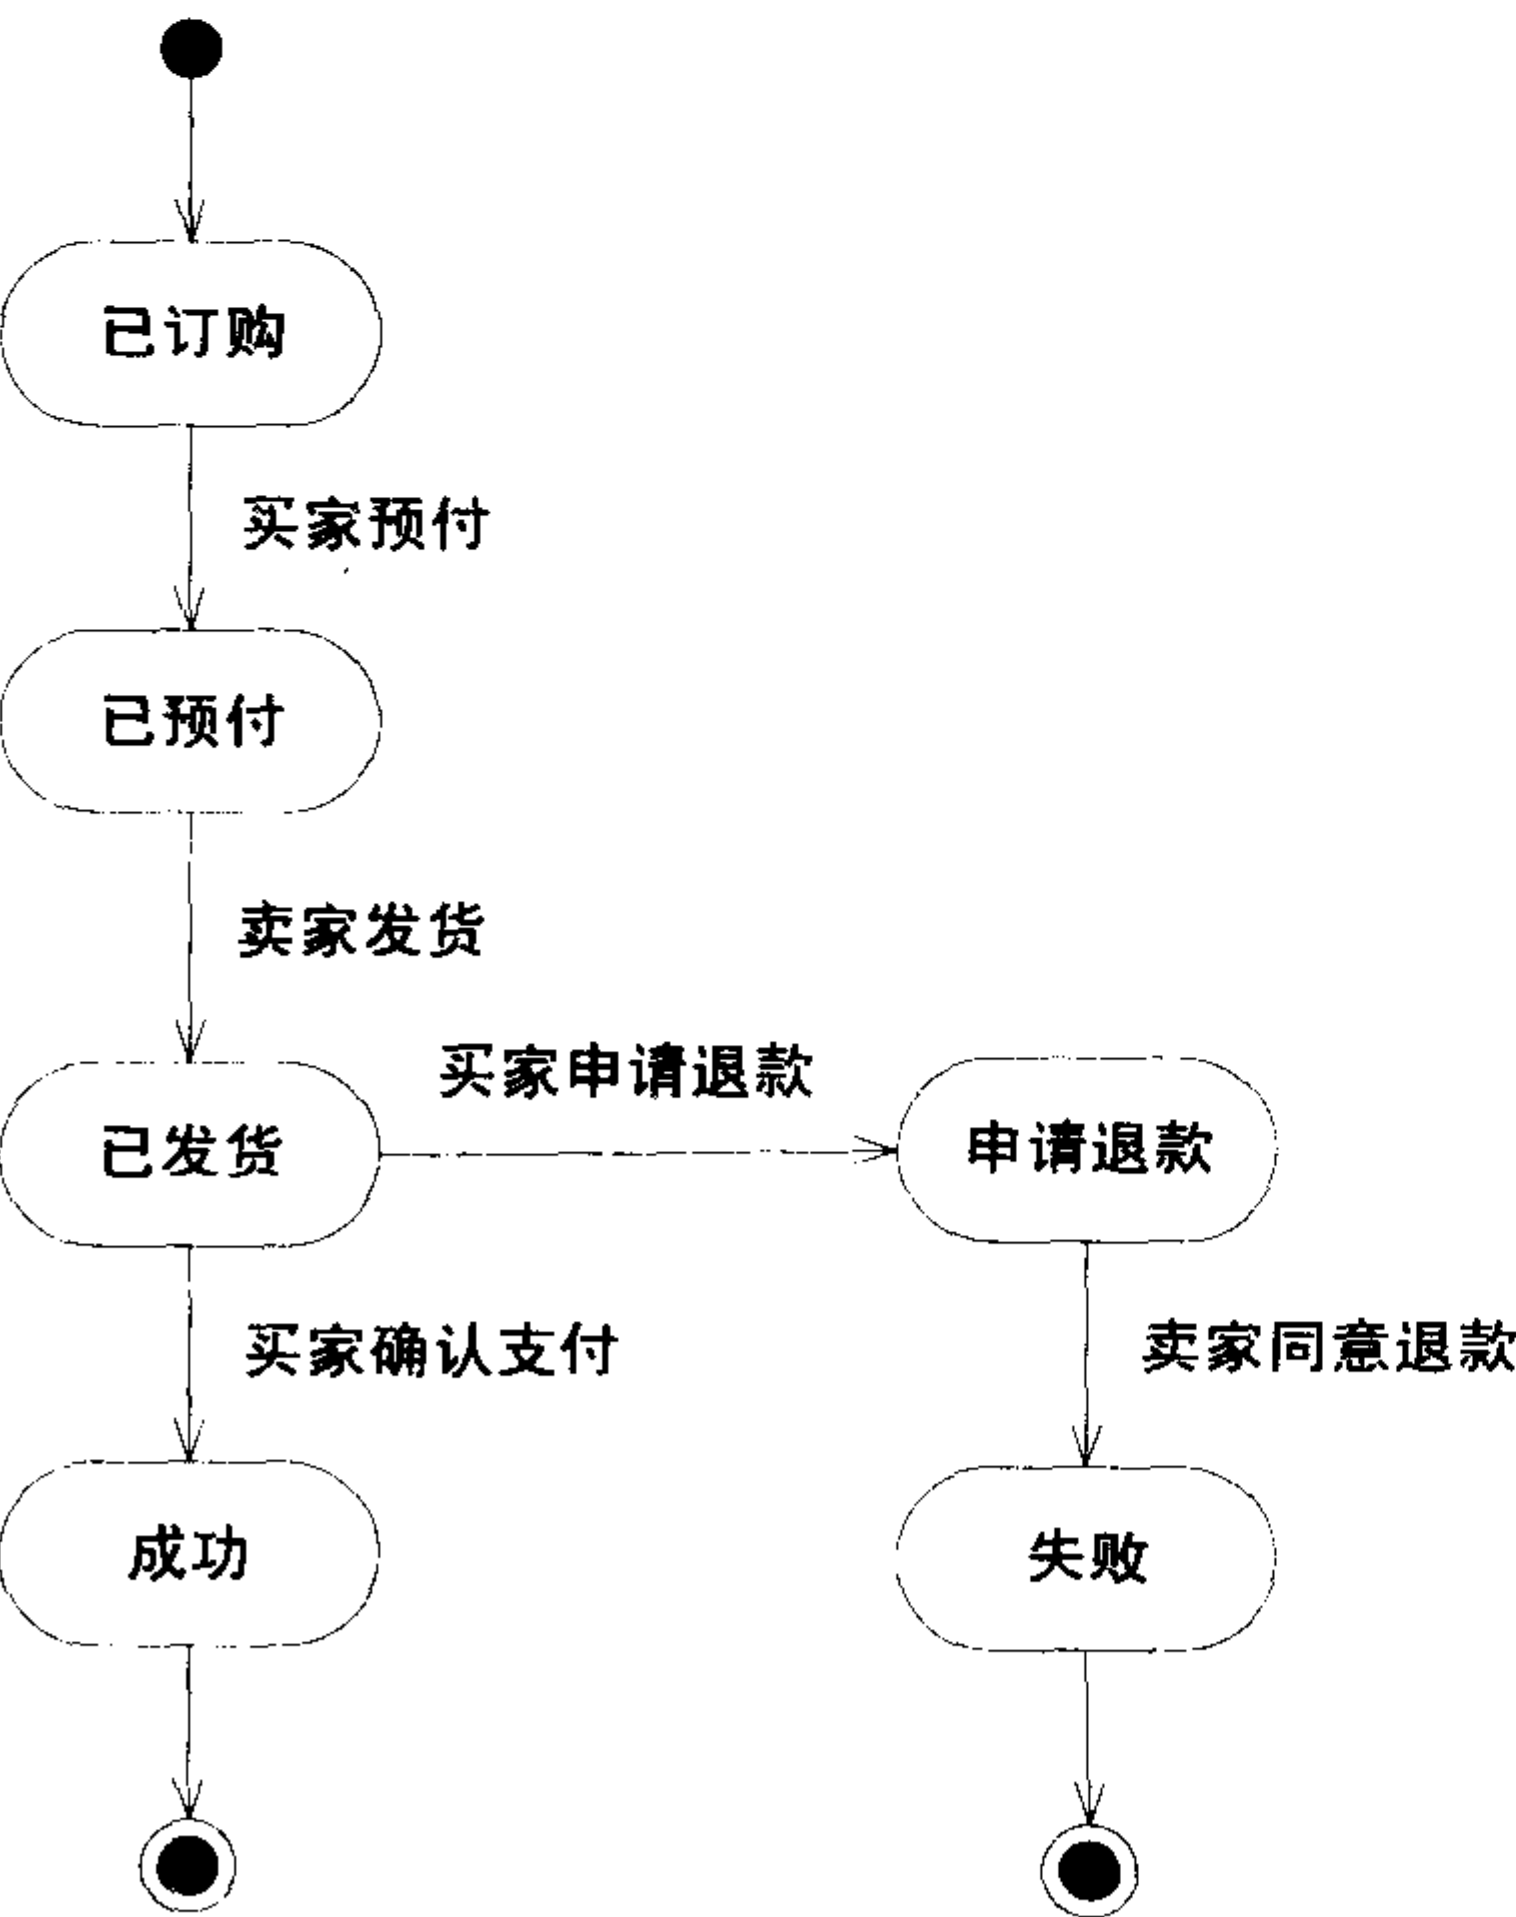 已订购
买家预付
已预付
卖家发货
买家申请退款
已发货
申请退款
买家确认支付
卖家同意退款
成功
失败